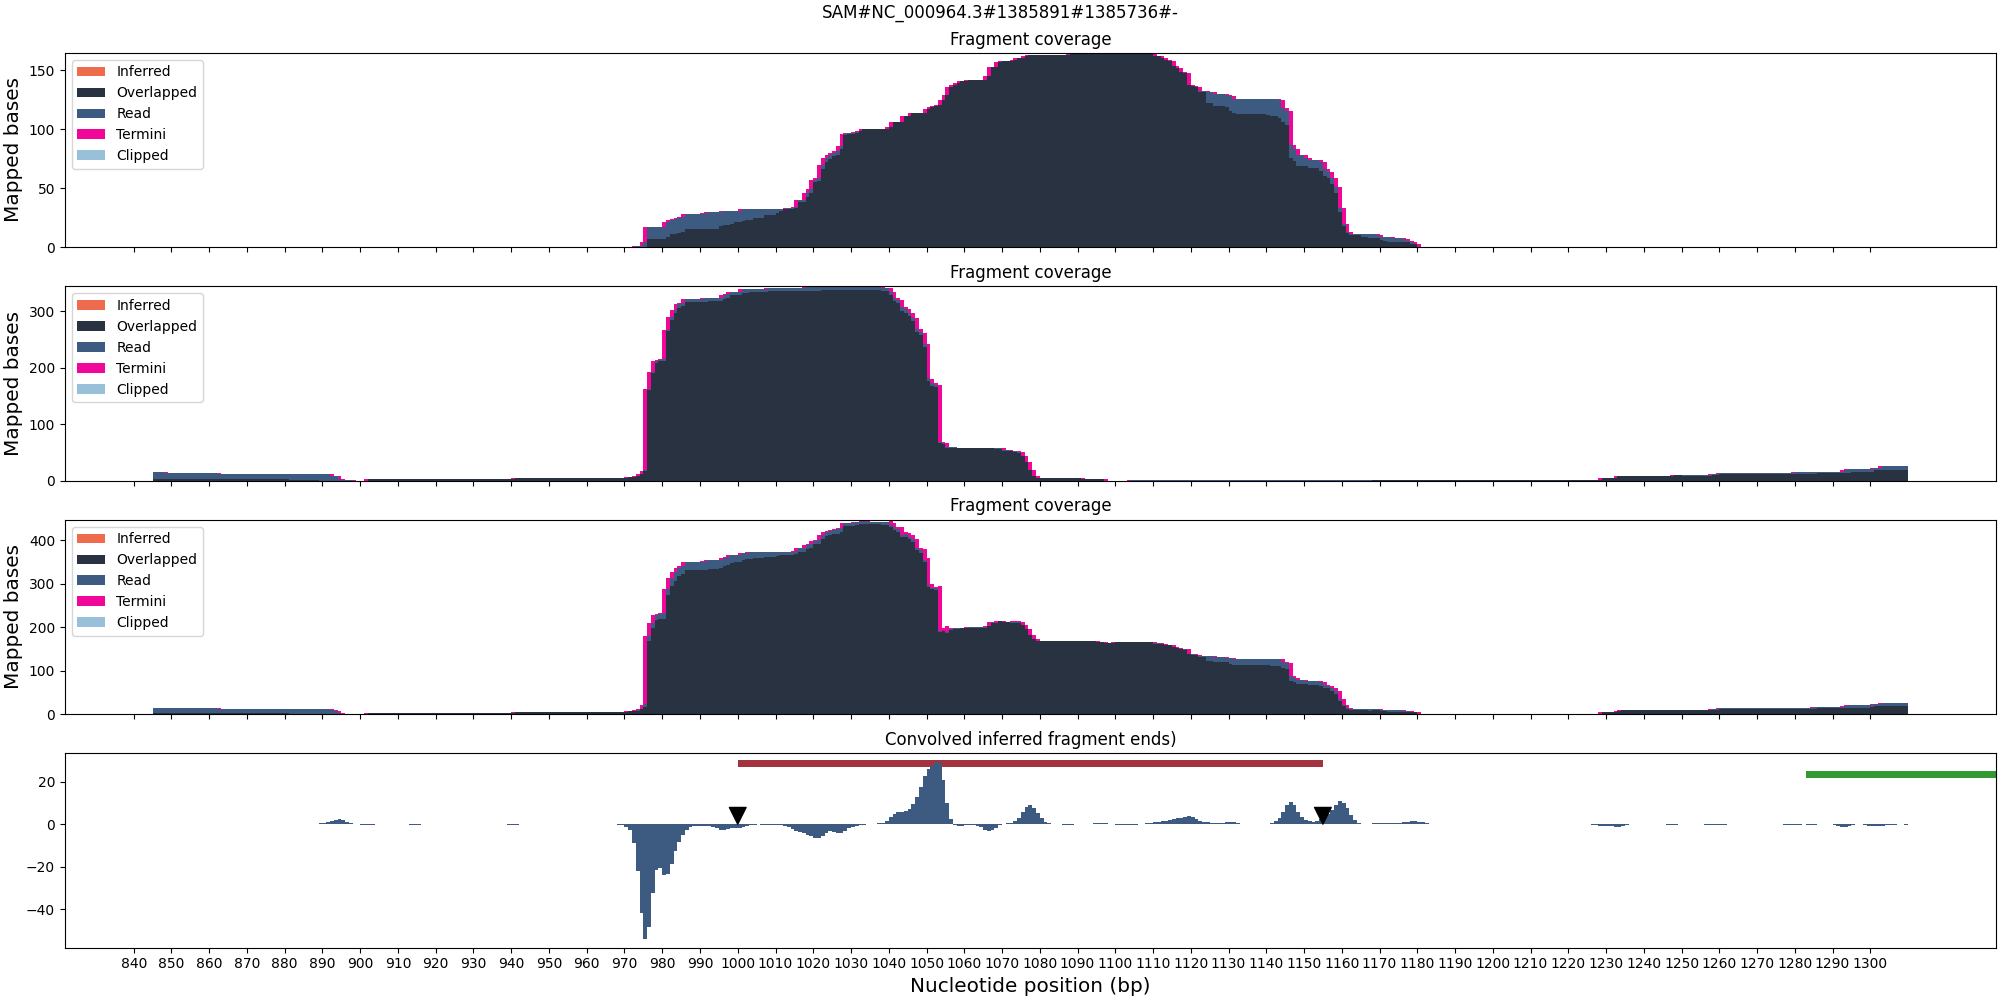 SAM#NC_000964.3#1385891#1385736#-
Fragment coverage
Mapped bases
150
100
50
0
Inferred
Overlapped
Read
Termini
Clipped
Fragment coverage
Mapped bases
300
200
100
0
Inferred
Overlapped
Read
Termini
Clipped
Fragment coverage
Mapped bases
400
300
200
100
0
Inferred
Overlapped
Read
Termini
Clipped
Convolved inferred fragment ends)
20
0
−20
−40
840 850 860 870 880 890 900 910 920 930 940 950 960 970 980 990 1000 1010 1020 1030 1040 1050 1060 1070 1080 1090 1100 1110 1120 1130 1140 1150 1160 1170 1180 1190 1200 1210 1220 1230 1240 1250 1260 1270 1280 1290 1300
Nucleotide position (bp)